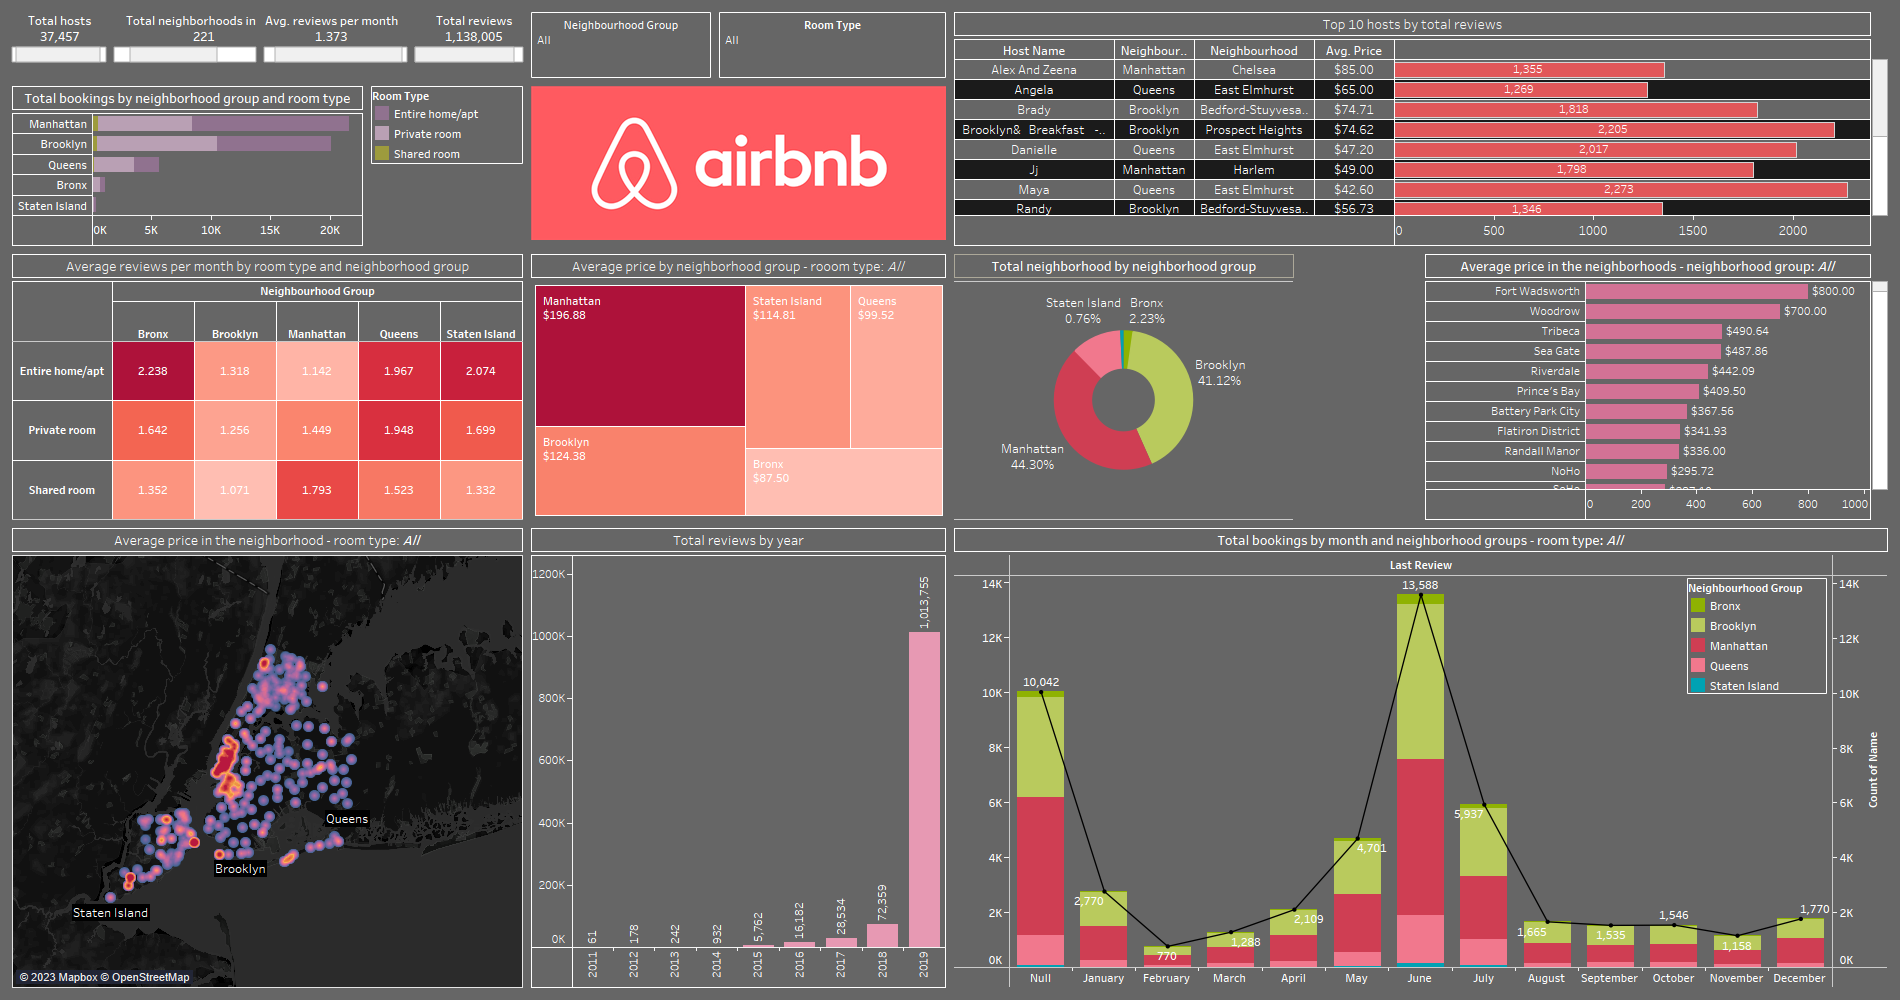 Total hosts
37,457
Total neighborhoods in
221
Avg. reviews per month
1.373
Total reviews
1,138,005
Neighbourhood Group
All
Room Type
All
Total bookings by neighborhood group and room type
Manhattan
Brooklyn
Queens
Bronx
Staten Island
0K 5K 10K 15K 20K
Room Type
Entire home/apt
Private room
Shared room
airbnb
Top 10 hosts by total reviews
Host Name Neighbour.. Neighbourhood Avg. Price
Alex And Zeena Manhattan Chelsea $85.00 1,355
Angela Queens East Elmhurst $65.00 1,269
Brady Brooklyn Bedford-Stuyvesa.. $74.71 1,818
Brooklyn& Breakfast -.. Brooklyn Prospect Heights $74.62 2,205
Danielle Queens East Elmhurst $47.20 2,017
Jj Manhattan Harlem $49.00 1,798
Maya Queens East Elmhurst $42.60 2,273
Randy Brooklyn Bedford-Stuyvesa.. $56.73 1,346
0 500 1000 1500 2000
Average reviews per month by room type and neighborhood group
Neighbourhood Group
Bronx Brooklyn Manhattan Queens Staten Island
Entire home/apt 2.238 1.318 1.142 1.967 2.074
Private room 1.642 1.256 1.449 1.948 1.699
Shared room 1.352 1.071 1.793 1.523 1.332
Average price by neighborhood group - rooom type: All
Manhattan
$196.88
Staten Island
$114.81
Queens
$99.52
Brooklyn
$124.38
Bronx
$87.50
Total neighborhood by neighborhood group
Staten Island
0.76%
Bronx
2.23%
Brooklyn
41.12%
Manhattan
44.30%
Average price in the neighborhoods - neighborhood group: All
Fort Wadsworth $800.00
Woodrow $700.00
Tribeca $490.64
Sea Gate $487.86
Riverdale $442.09
Prince's Bay $409.50
Battery Park City $367.56
Flatiron District $341.93
Randall Manor $336.00
NoHo $295.72
SoHo
0 200 400 600 800 1000
Average price in the neighborhood - room type: All
Queens
Brooklyn
Staten Island
© 2023 Mapbox © OpenStreetMap
Total reviews by year
1200K
1000K
800K
600K
400K
200K
0K
61 178 242 932 5,762 16,182 28,534 72,359 1,013,755
2011 2012 2013 2014 2015 2016 2017 2018 2019
Total bookings by month and neighborhood groups - room type: All
Last Review
14K
12K
10K
8K
6K
4K
2K
0K
10,042 2,770 770 1,288 2,109 4,701 13,588 5,937 1,665 1,535 1,546 1,158 1,770
Null January February March April May June July August September October November December
Neighbourhood Group
Bronx
Brooklyn
Manhattan
Queens
Staten Island
14K
12K
10K
8K
6K
4K
2K
0K
Count of Name